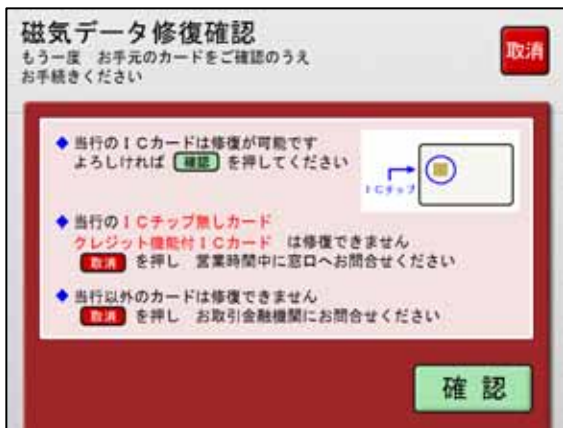 磁気データ修復確認
もう一度　お手元のカードをご確認のうえ
お手続きください
取消
◆ 当行のＩＣカードは修復が可能です
よろしければ 確認 を押してください
ＩＣチップ
◆ 当行のＩＣチップ無しカード
クレジット機能付ＩＣカード　は修復できません
取消 を押し　営業時間中に窓口へお問合せください
◆ 当行以外のカードは修復できません
取消 を押し　お取引金融機関にお問合せください
確認